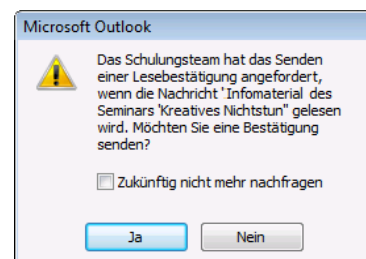 Microsoft Outlook
Das Schulungsteam hat das Senden
einer Lesebestätigung angefordert,
wenn die Nachricht 'Infomaterial des
Seminars 'Kreatives Nichtstun" gelesen
wird. Möchten Sie eine Bestätigung
senden?
Zukünftig nicht mehr nachfragen
Ja
Nein